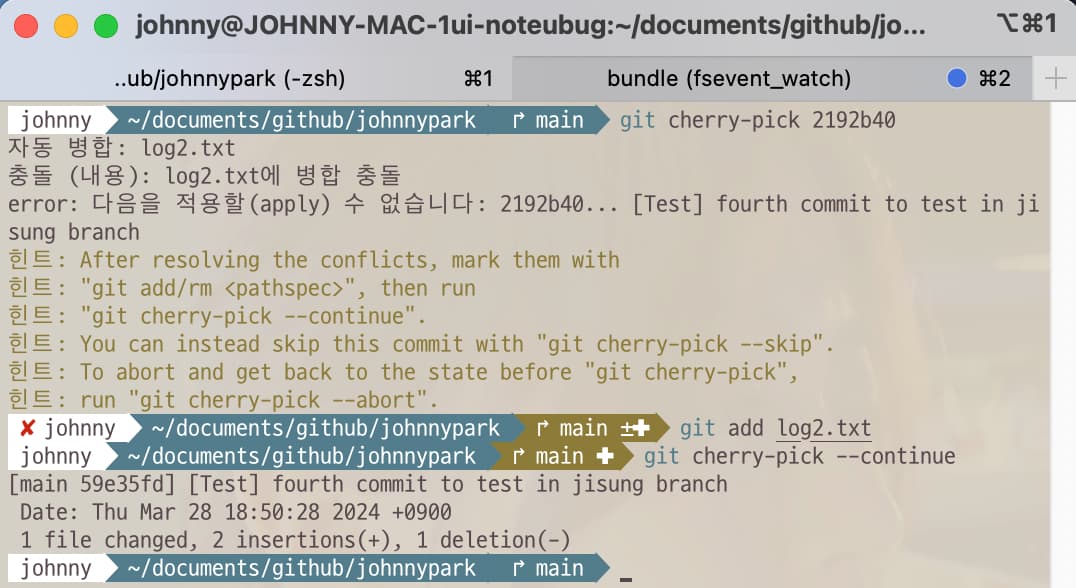 johnny@JOHNNY-MAC-1ui-noteubug:~/documents/github/jo... ⌥⌘1
..ub/johnnypark (-zsh) ⌘1 bundle (fsevent_watch) ⌘2
johnny ~/documents/github/johnnypark main git cherry-pick 2192b40
자동 병합: log2.txt
충돌 (내용): log2.txt에 병합 충돌
error: 다음을 적용할(apply) 수 없습니다: 2192b40... [Test] fourth commit to test in ji
sung branch
힌트: After resolving the conflicts, mark them with
힌트: "git add/rm <pathspec>", then run
힌트: "git cherry-pick --continue".
힌트: You can instead skip this commit with "git cherry-pick --skip".
힌트: To abort and get back to the state before "git cherry-pick",
힌트: run "git cherry-pick --abort".
✘ johnny ~/documents/github/johnnypark main ±✚ git add log2.txt
johnny ~/documents/github/johnnypark main ✚ git cherry-pick --continue
[main 59e35fd] [Test] fourth commit to test in jisung branch
Date: Thu Mar 28 18:50:28 2024 +0900
1 file changed, 2 insertions(+), 1 deletion(-)
johnny ~/documents/github/johnnypark main